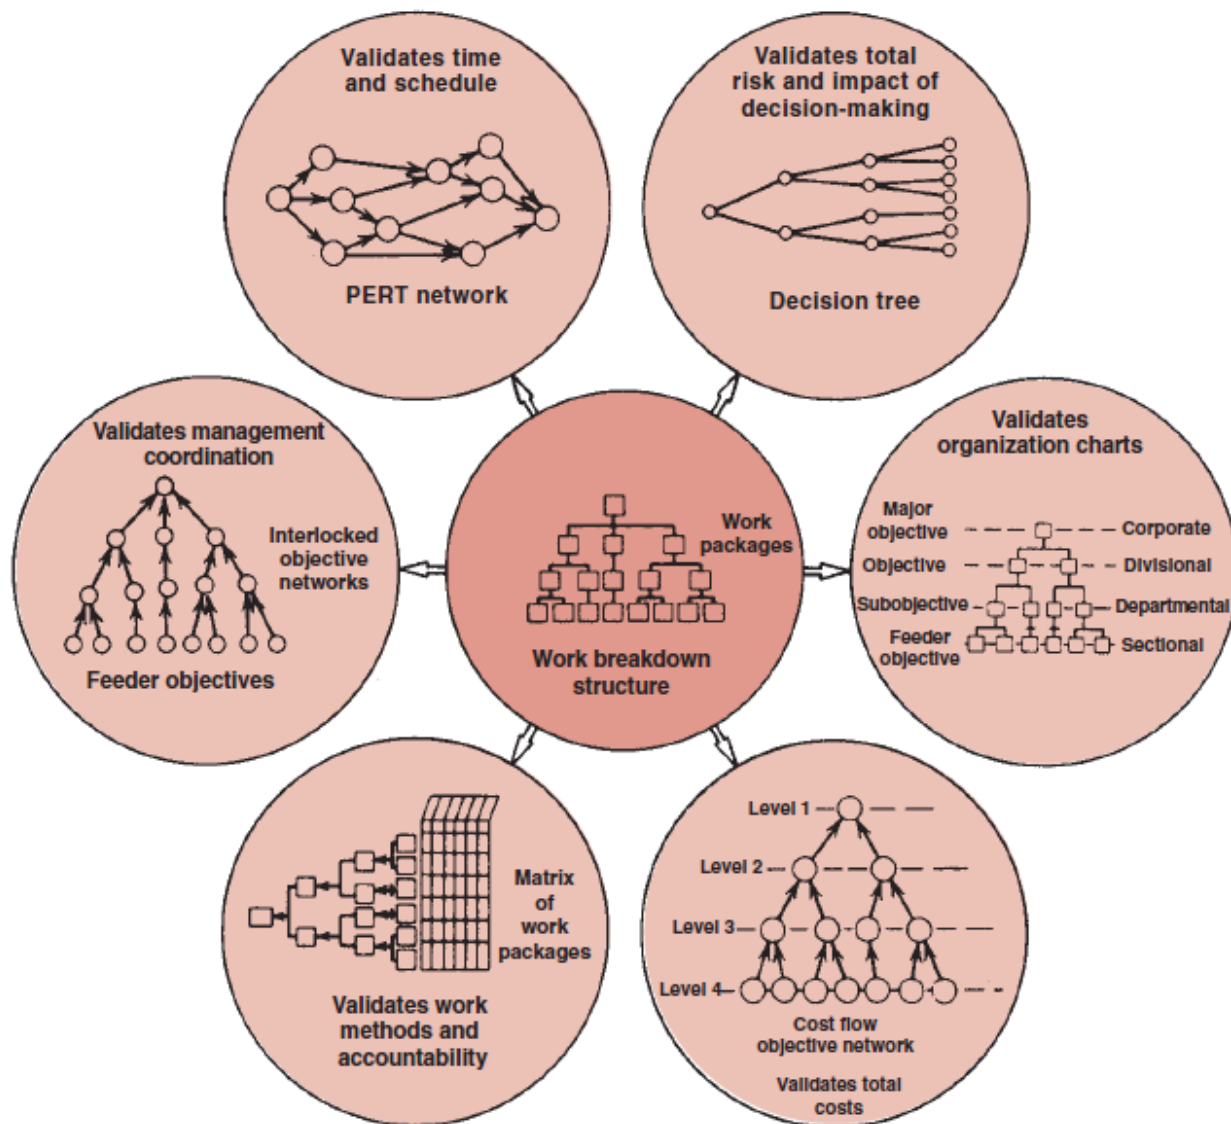 Validates time
and schedule
PERT network
Validates total
risk and impact of
decision-making
Decision tree
Validates management
coordination
Interlocked
objective
networks
Feeder objectives
Work
packages
Work breakdown
structure
Validates
organization charts
Major
objective
Corporate
Objective
Divisional
Subobjective
Departmental
Feeder
objective
Sectional
Matrix
of
work
packages
Validates work
methods and
accountability
Level 1
Level 2
Level 3
Level 4
Cost flow
objective network
Validates total
costs